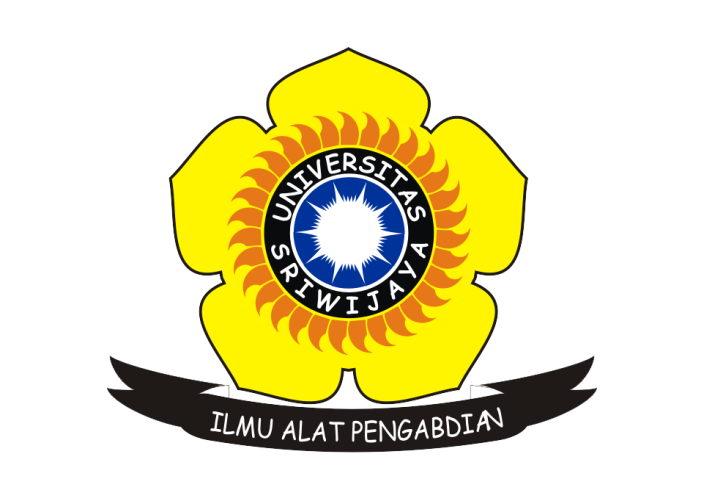 UNIVERSITAS
SRIWIJAYA
ILMU ALAT PENGABDIAN